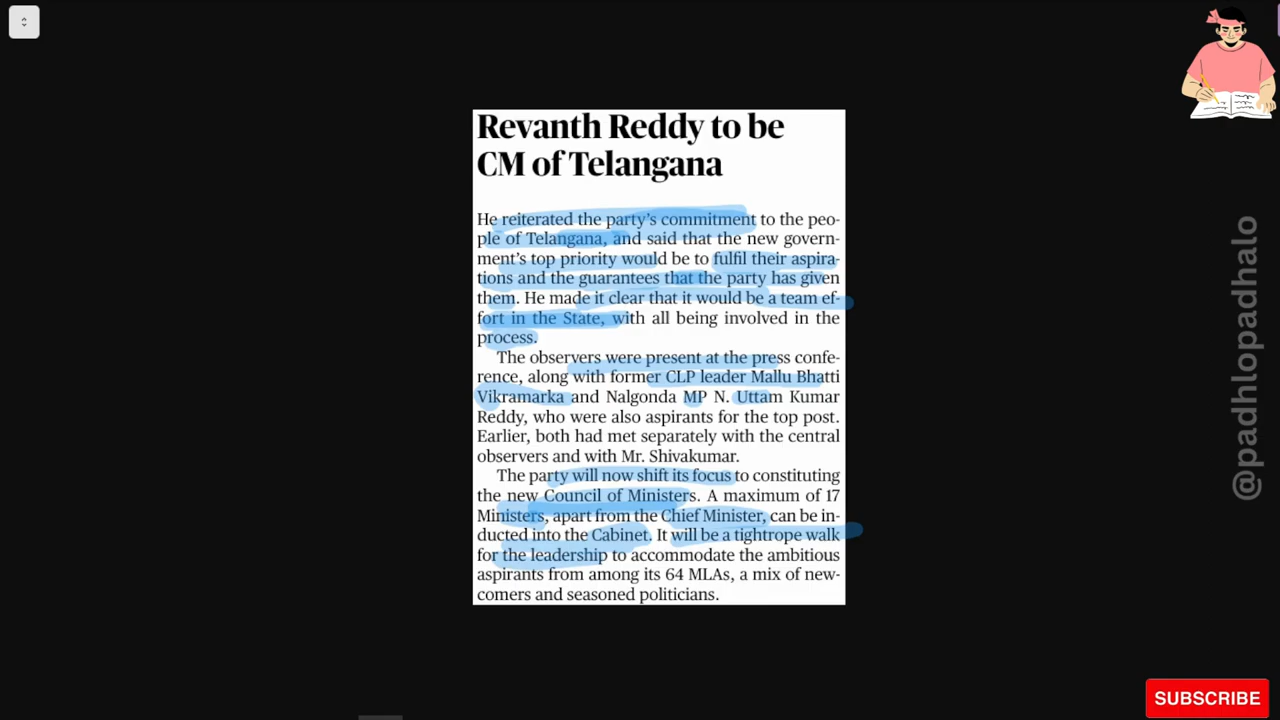 Revanth Reddy to be
CM of Telangana
He reiterated the party's commitment to the peo-
ple of Telangana, and said that the new govern-
ment's top priority would be to fulfil their aspira-
tions and the guarantees that the party has given
them. He made it clear that it would be a team ef-
fort in the State, with all being involved in the
process.
The observers were present at the press confe-
rence, along with former CLP leader Mallu Bhatti
Vikramarka and Nalgonda MP N. Uttam Kumar
Reddy, who were also aspirants for the top post.
Earlier, both had met separately with the central
observers and with Mr. Shivakumar.
The party will now shift its focus to constituting
the new Council of Ministers. A maximum of 17
Ministers, apart from the Chief Minister, can be in-
ducted into the Cabinet. It will be a tightrope walk
for the leadership to accommodate the ambitious
aspirants from among its 64 MLAs, a mix of new-
comers and seasoned politicians.
@padhlopadhalo
SUBSCRIBE